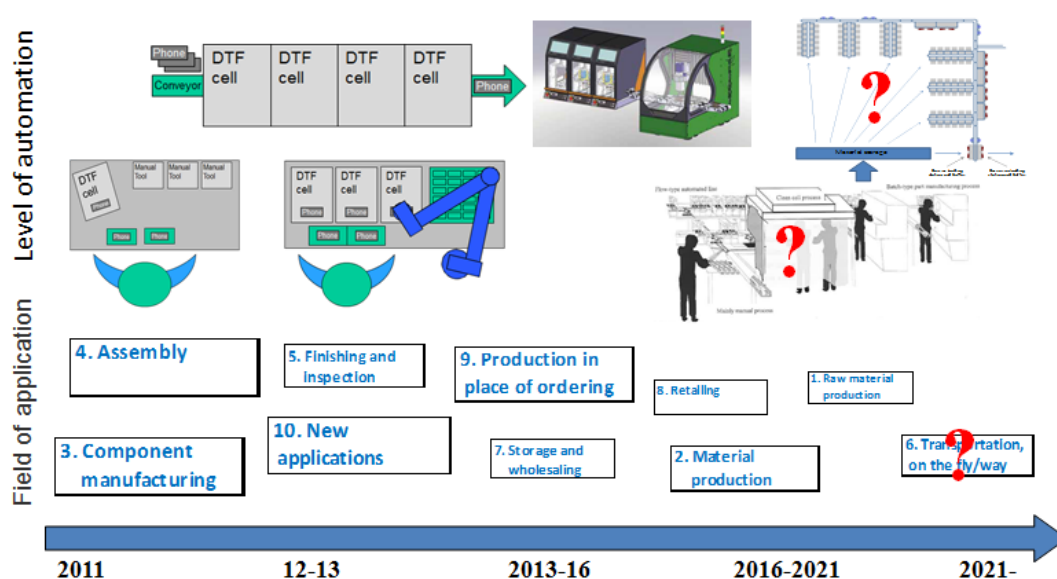 Level of automation
Phone
Conveyor
DTF
cell
DTF
cell
DTF
cell
DTF
cell
Phone
?
DTF
cell
Phone
Manual
Tool
Manual
Tool
Manual
Tool
Phone
Phone
DTF
cell
Phone
DTF
cell
Phone
DTF
cell
Phone
Phone
Phone
Material storage
Flow-type automated line
Clean cell process
Batch-type part manufacturing process
?
Mainly manual process
Field of application
4. Assembly
5. Finishing and
inspection
9. Production in
place of ordering
8. Retailing
1. Raw material
production
3. Component
manufacturing
10. New
applications
7. Storage and
wholesaling
2. Material
production
6. Transportation,
on the fly/way
?
2011
12-13
2013-16
2016-2021
2021-